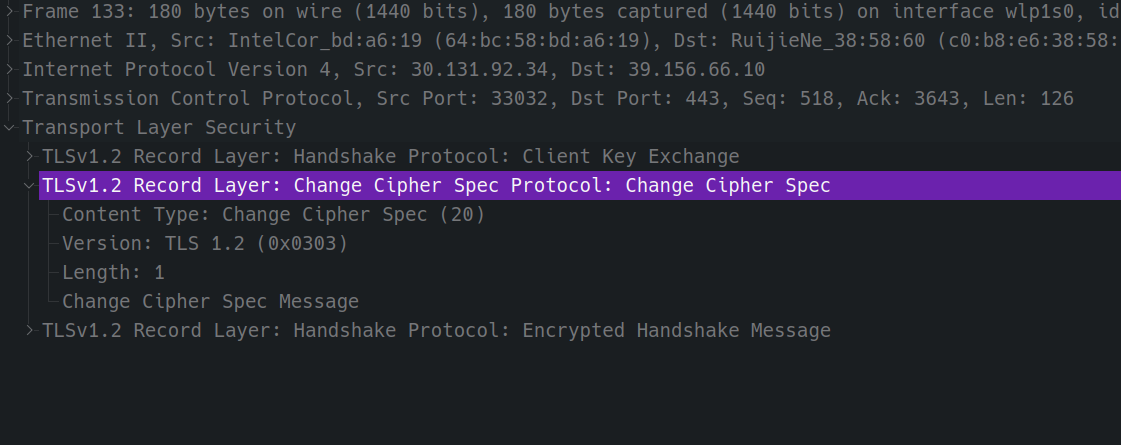 Frame 133: 180 bytes on wire (1440 bits), 180 bytes captured (1440 bits) on interface wlp1s0, id
Ethernet II, Src: IntelCor_bd:a6:19 (64:bc:58:bd:a6:19), Dst: RuijieNe_38:58:60 (c0:b8:e6:38:58:
Internet Protocol Version 4, Src: 30.131.92.34, Dst: 39.156.66.10
Transmission Control Protocol, Src Port: 33032, Dst Port: 443, Seq: 518, Ack: 3643, Len: 126
Transport Layer Security
TLSv1.2 Record Layer: Handshake Protocol: Client Key Exchange
TLSv1.2 Record Layer: Change Cipher Spec Protocol: Change Cipher Spec
Content Type: Change Cipher Spec (20)
Version: TLS 1.2 (0x0303)
Length: 1
Change Cipher Spec Message
TLSv1.2 Record Layer: Handshake Protocol: Encrypted Handshake Message